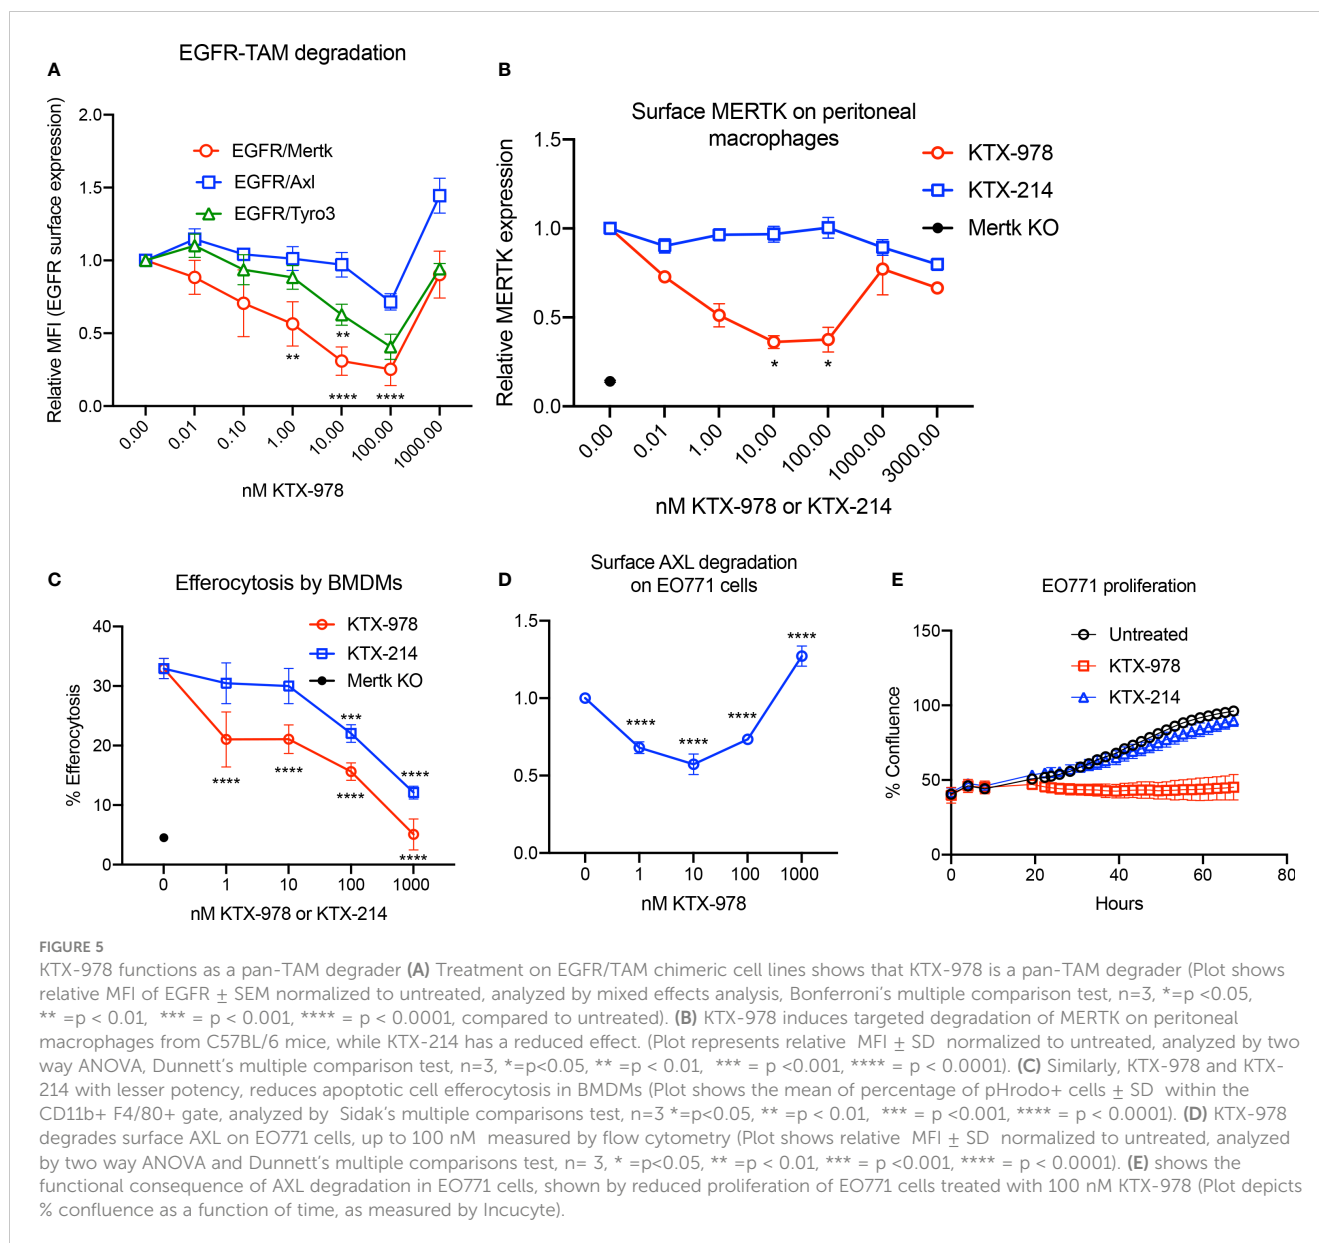 A
EGFR-TAM degradation
Relative MFI (EGFR surface expression)
2.0
1.5
1.0
0.5
0.0
EGFR/Mertk
EGFR/Axl
EGFR/Tyro3
**
**
****
****
0.00
0.01
0.10
1.00
10.00
100.00
1000.00
nM KTX-978
B
Surface MERTK on peritoneal
macrophages
Relative MERTK expression
1.5
1.0
0.5
0.0
KTX-978
KTX-214
Mertk KO
*
*
0.00
0.01
1.00
10.00
100.00
1000.00
3000.00
nM KTX-978 or KTX-214
C
Efferocytosis by BMDMs
% Efferocytosis
40
30
20
10
0
KTX-978
KTX-214
Mertk KO
***
****
****
****
****
****
0
1
10
100
1000
nM KTX-978 or KTX-214
D
Surface AXL degradation
on EO771 cells
1.5
1.0
0.5
0.0
****
****
****
****
0
1
10
100
1000
nM KTX-978
E
EO771 proliferation
% Confluence
150
100
50
0
Untreated
KTX-978
KTX-214
0
20
40
60
80
Hours
FIGURE 5
KTX-978 functions as a pan-TAM degrader (A) Treatment on EGFR/TAM chimeric cell lines shows that KTX-978 is a pan-TAM degrader (Plot shows
relative MFI of EGFR ± SEM normalized to untreated, analyzed by mixed effects analysis, Bonferroni's multiple comparison test, n=3, *=p <0.05,
** =p < 0.01, *** = p < 0.001, **** = p < 0.0001, compared to untreated). (B) KTX-978 induces targeted degradation of MERTK on peritoneal
macrophages from C57BL/6 mice, while KTX-214 has a reduced effect. (Plot represents relative MFI ± SD normalized to untreated, analyzed by two
way ANOVA, Dunnett's multiple comparison test, n=3, *=p<0.05, ** =p < 0.01, *** = p <0.001, **** = p < 0.0001). (C) Similarly, KTX-978 and KTX-
214 with lesser potency, reduces apoptotic cell efferocytosis in BMDMs (Plot shows the mean of percentage of pHrodo+ cells ± SD within the
CD11b+ F4/80+ gate, analyzed by Sidak's multiple comparisons test, n=3 *=p<0.05, ** =p < 0.01, *** = p <0.001, **** = p < 0.0001). (D) KTX-978
degrades surface AXL on EO771 cells, up to 100 nM measured by flow cytometry (Plot shows relative MFI ± SD normalized to untreated, analyzed
by two way ANOVA and Dunnett's multiple comparisons test, n= 3, * =p<0.05, ** =p < 0.01, *** = p <0.001, **** = p < 0.0001). (E) shows the
functional consequence of AXL degradation in EO771 cells, shown by reduced proliferation of EO771 cells treated with 100 nM KTX-978 (Plot depicts
% confluence as a function of time, as measured by Incucyte).